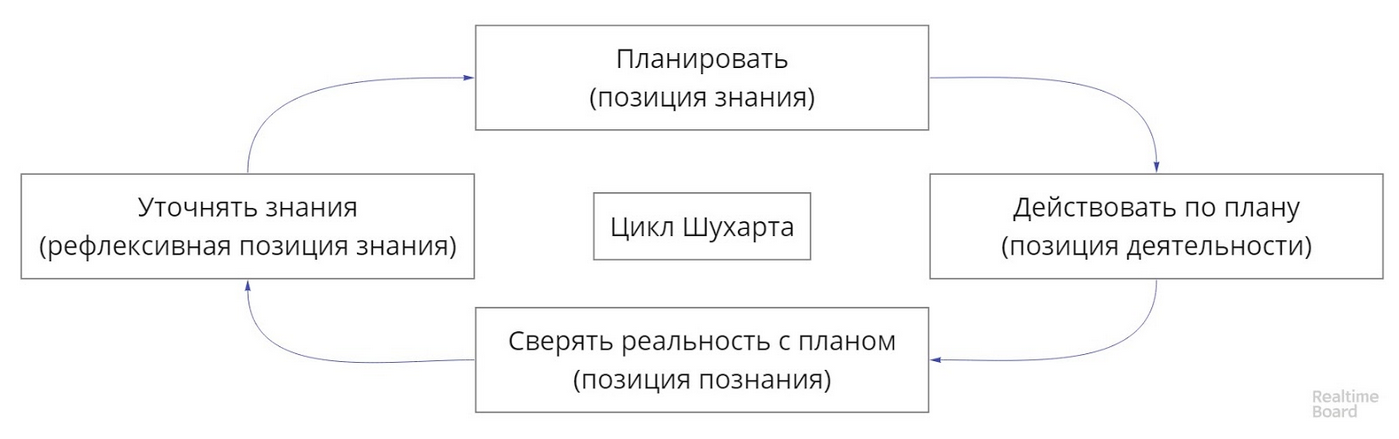 Планировать
(позиция знания)
Уточнять знания
(рефлексивная позиция знания)
Цикл Шухарта
Действовать по плану
(позиция деятельности)
Сверять реальность с планом
(позиция познания)
Realtime
Board